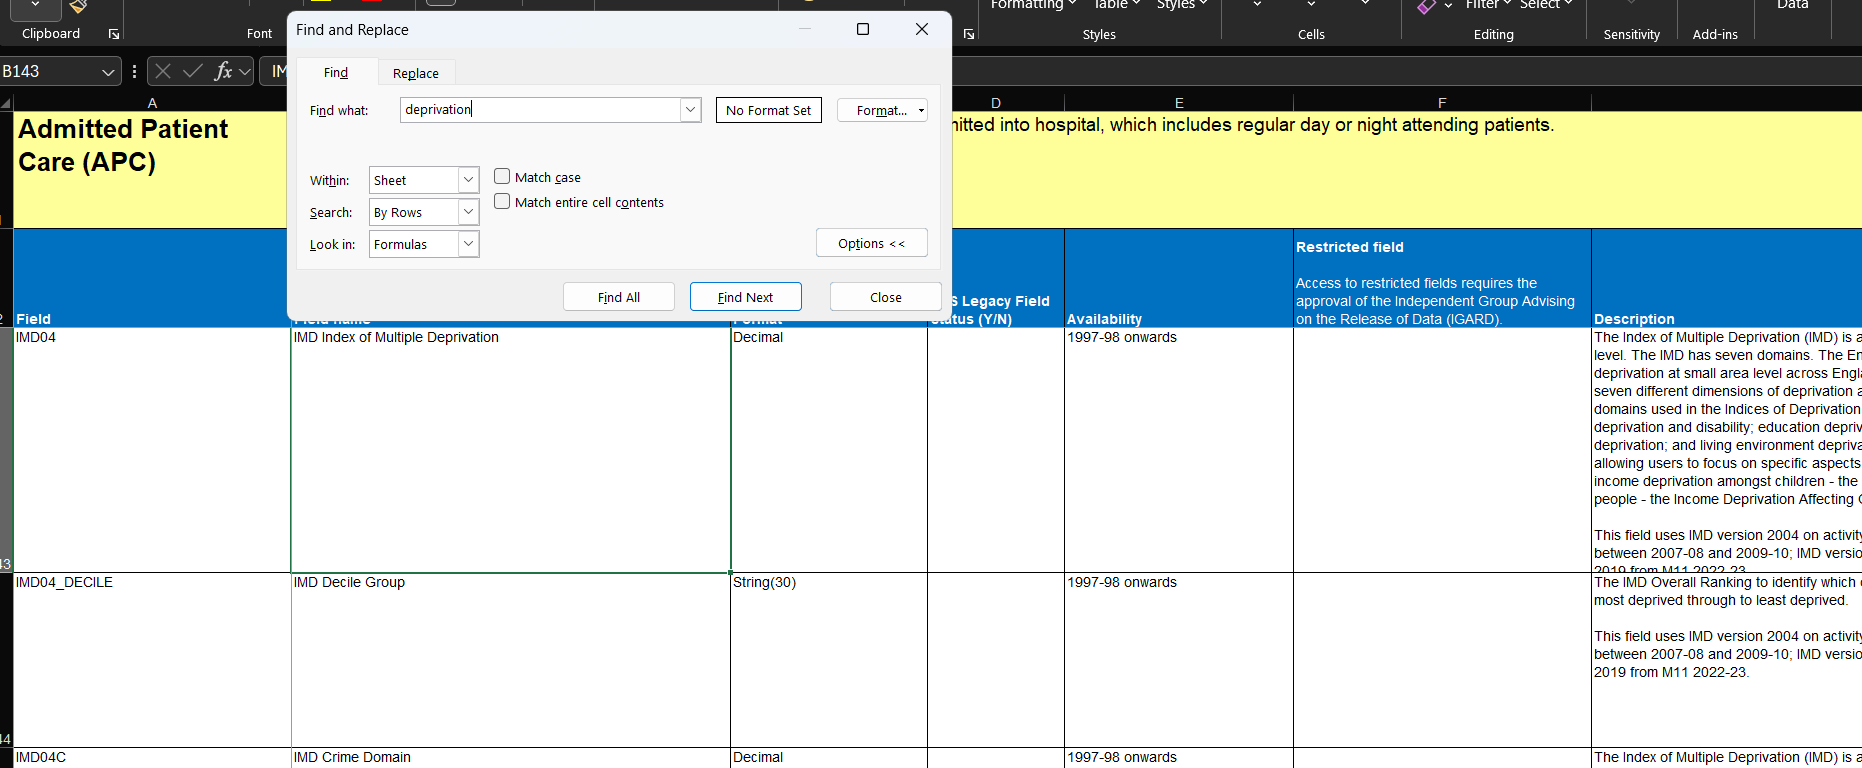 Formatting Table Styles Filter Select Data
Clipboard Font Styles Cells Editing Sensitivity Add-ins
Find and Replace
B143 fx IM
Find Replace
Find what: deprivation No Format Set Format...
Within: Sheet Match case
Match entire cell contents
Search: By Rows
Look in: Formulas Options <<
Find All Find Next Close
A D E F
Admitted Patient
Care (APC)
mitted into hospital, which includes regular day or night attending patients.
Restricted field
Access to restricted fields requires the
approval of the Independent Group Advising
on the Release of Data (IGARD).
S Legacy Field
Field Field name Format Status (Y/N) Availability Description
IMD04 IMD Index of Multiple Deprivation Decimal 1997-98 onwards
The Index of Multiple Deprivation (IMD) is a
level. The IMD has seven domains. The En
deprivation at small area level across Engla
seven different dimensions of deprivation a
domains used in the Indices of Deprivation
deprivation and disability; education depriv
deprivation; and living environment depriva
allowing users to focus on specific aspects
income deprivation amongst children - the
people - the Income Deprivation Affecting
This field uses IMD version 2004 on activity
between 2007-08 and 2009-10; IMD versio
2019 from M11 2022-23
43
IMD04_DECILE IMD Decile Group String(30) 1997-98 onwards
The IMD Overall Ranking to identify which
most deprived through to least deprived.
This field uses IMD version 2004 on activity
between 2007-08 and 2009-10; IMD versio
2019 from M11 2022-23.
44
IMD04C IMD Crime Domain Decimal 1997-98 onwards The Index of Multiple Deprivation (IMD) is a